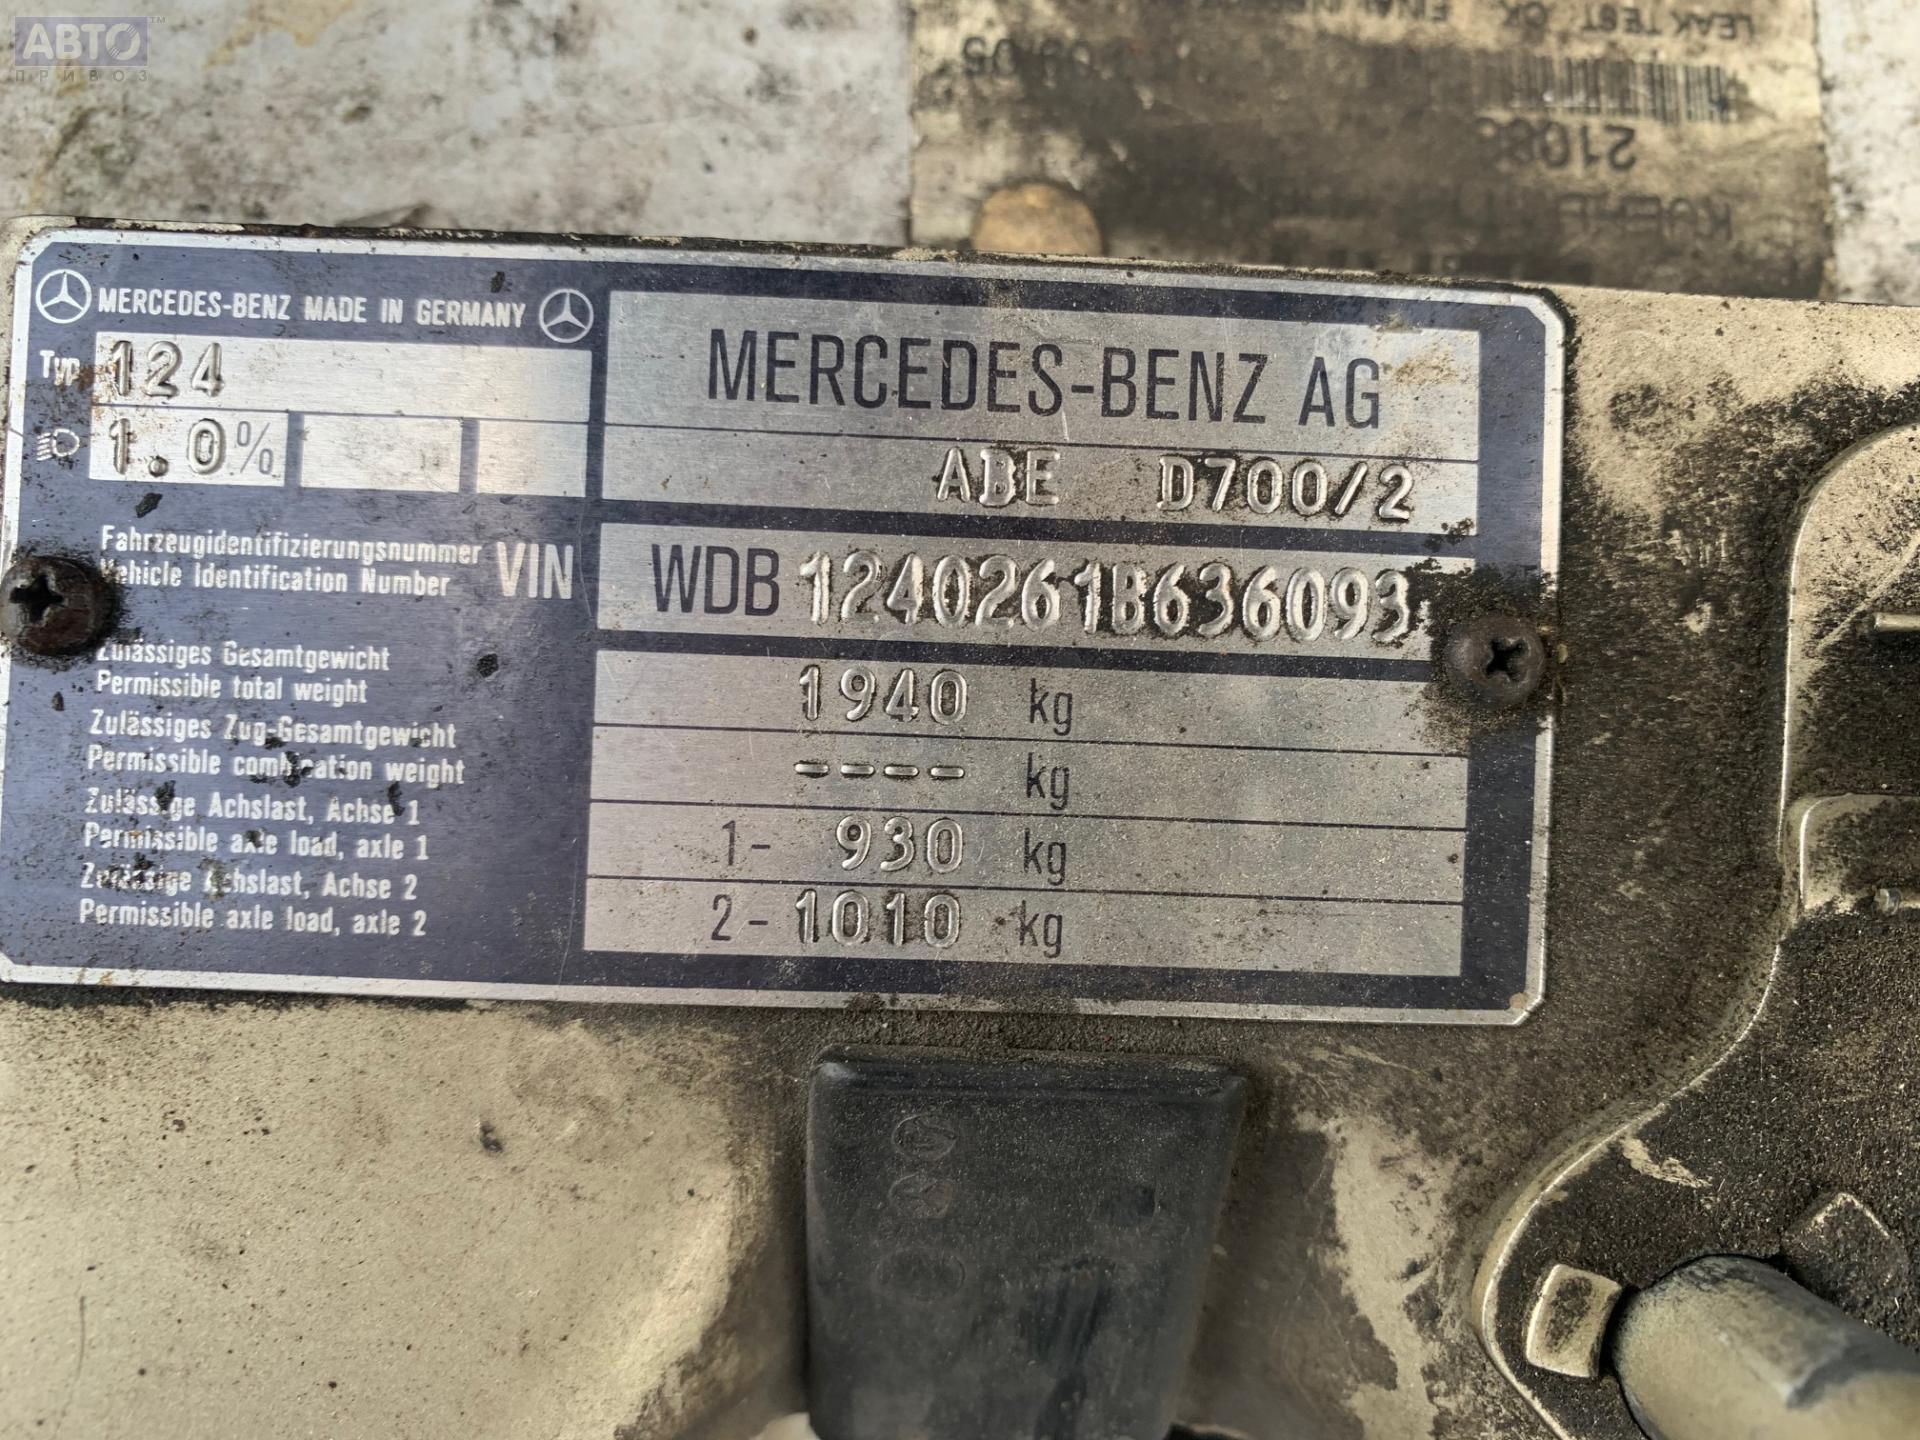 АВТО™
ПРИВОЗ
LEAK TEST OK
KOEHL
MERCEDES-BENZ MADE IN GERMANY
Typ 124
1.0%
MERCEDES-BENZ AG
ABE D700/2
Fahrzeugidentifizierungsnummer
Vehicle Identification Number
VIN
WDB 1240261B636093
Zulässiges Gesamtgewicht
Permissible total weight
1940 kg
Zulässiges Zug-Gesamtgewicht
Permissible combination weight
---- kg
Zulässige Achslast, Achse 1
Permissible axle load, axle 1
1- 930 kg
Zulässige Achslast, Achse 2
Permissible axle load, axle 2
2- 1010 kg